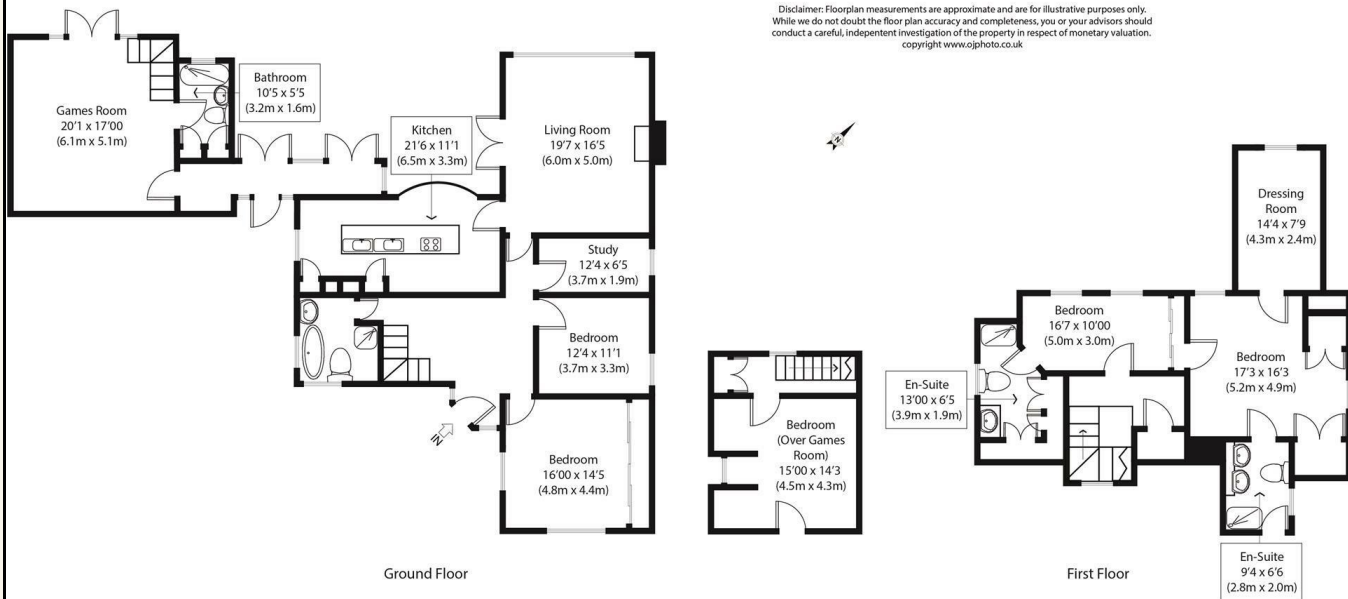 Disclaimer: Floorplan measurements are approximate and are for illustrative purposes only.
While we do not doubt the floor plan accuracy and completeness, you or your advisors should
conduct a careful, indepentent investigation of the property in respect of monetary valuation.
copyright www.ojphoto.co.uk
Games Room
20'1 x 17'00
(6.1m x 5.1m)
Bathroom
10'5 x 5'5
(3.2m x 1.6m)
Kitchen
21'6 x 11'1
(6.5m x 3.3m)
Living Room
19'7 x 16'5
(6.0m x 5.0m)
Study
12'4 x 6'5
(3.7m x 1.9m)
Bedroom
12'4 x 11'1
(3.7m x 3.3m)
IN
Bedroom
16'00 x 14'5
(4.8m x 4.4m)
Ground Floor
N
Bedroom
(Over Games
Room)
15'00 x 14'3
(4.5m x 4.3m)
Dressing
Room
14'4 x 7'9
(4.3m x 2.4m)
Bedroom
16'7 x 10'00
(5.0m x 3.0m)
Bedroom
17'3 x 16'3
(5.2m x 4.9m)
En-Suite
13'00 x 6'5
(3.9m x 1.9m)
En-Suite
9'4 x 6'6
(2.8m x 2.0m)
First Floor